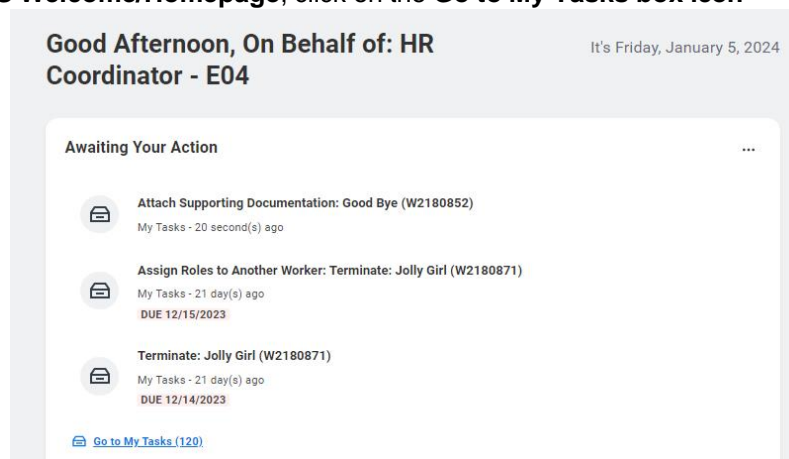 Welcome/Homepage, click on the Go to My Tasks box icon
Good Afternoon, On Behalf of: HR
Coordinator - E04
It's Friday, January 5, 2024
Awaiting Your Action
...
Attach Supporting Documentation: Good Bye (W2180852)
My Tasks - 20 second(s) ago
Assign Roles to Another Worker: Terminate: Jolly Girl (W2180871)
My Tasks - 21 day(s) ago
DUE 12/15/2023
Terminate: Jolly Girl (W2180871)
My Tasks - 21 day(s) ago
DUE 12/14/2023
Go to My Tasks (120)